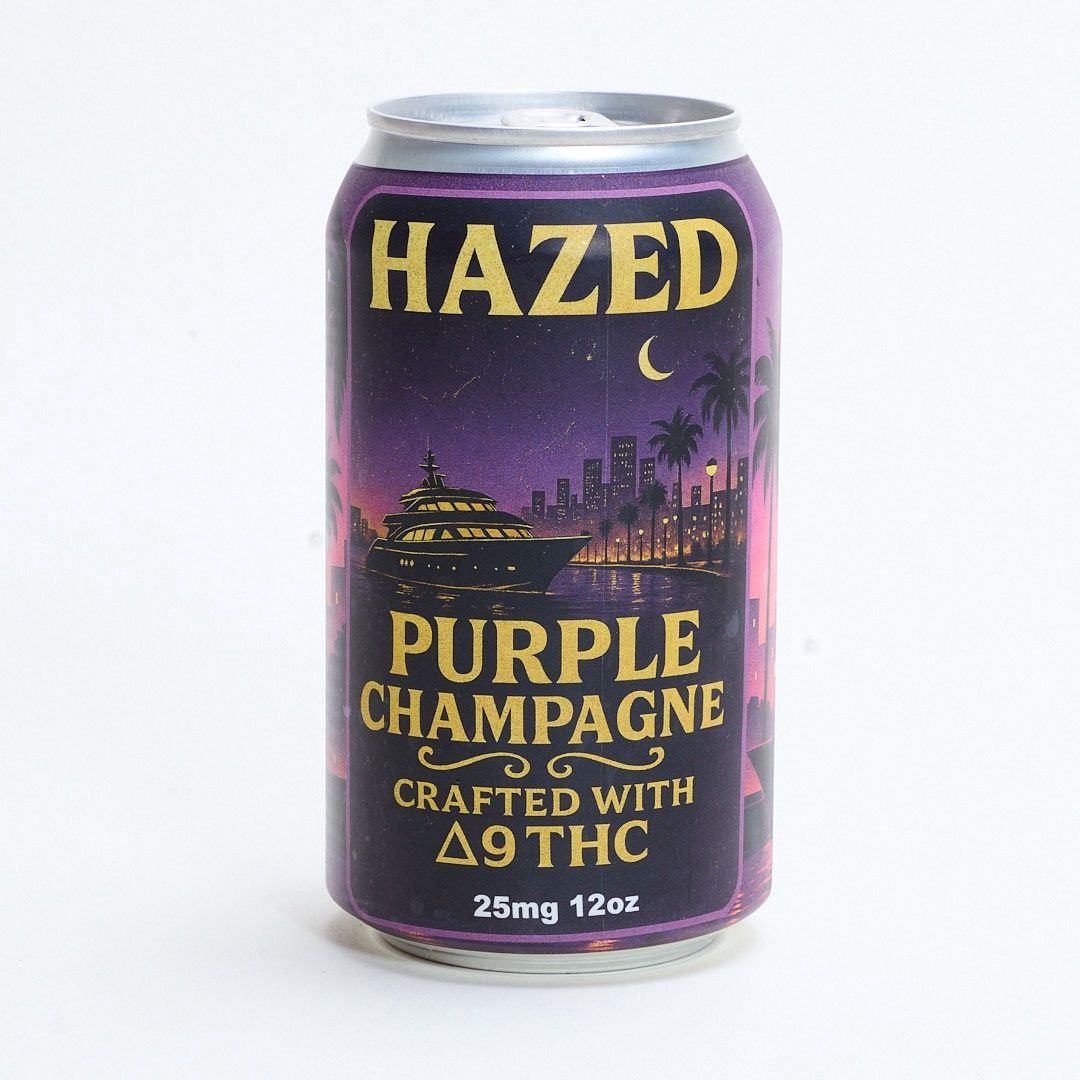 HAZED
PURPLE
CHAMPAGNE
CRAFTED WITH
Δ9 THC
25mg 12oz